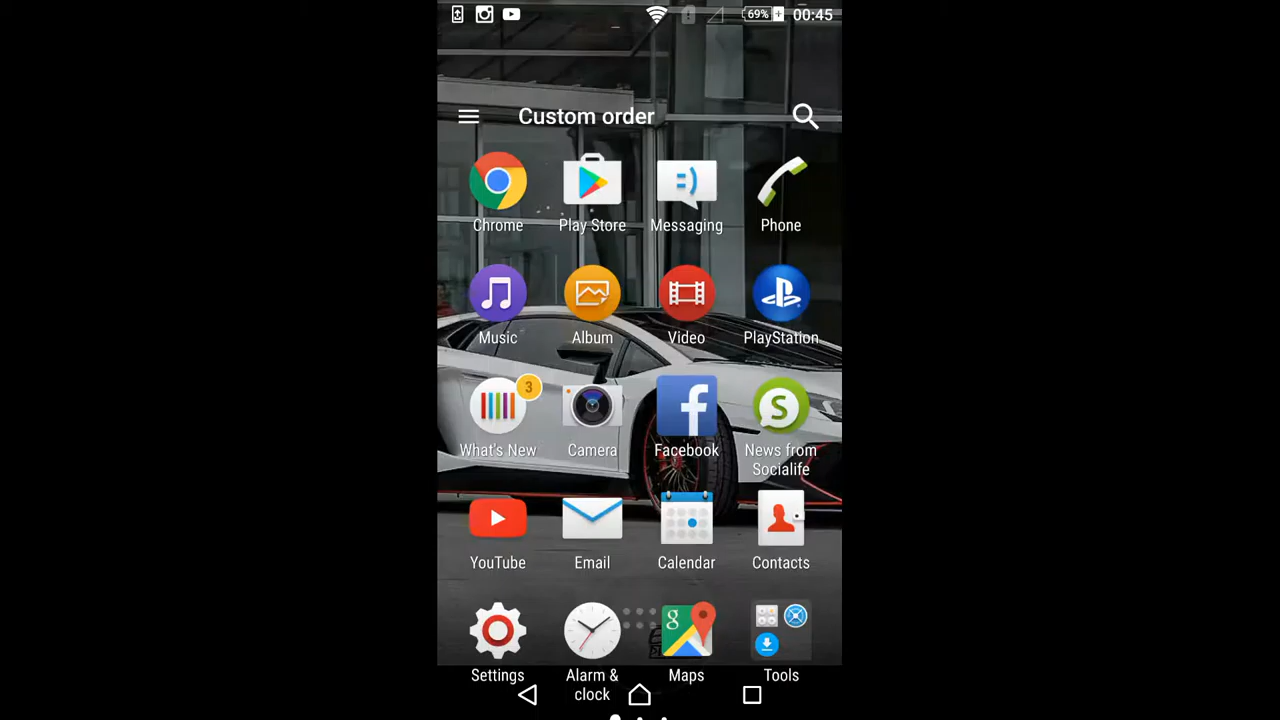 69% 00:45
Custom order
Chrome Play Store Messaging Phone
Music Album Video PlayStation
3
What's New Camera Facebook News from
Socialife
YouTube Email Calendar Contacts
Settings Alarm & Maps Tools
clock